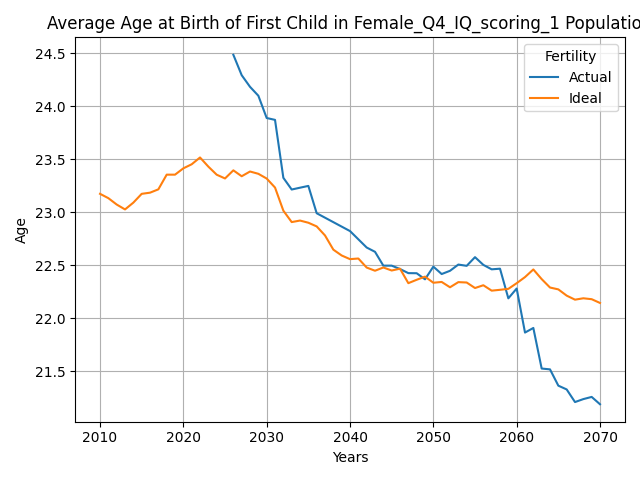 Average Age at Birth of First Child in Female_Q4_IQ_scoring_1 Populatio
Fertility
Actual
Ideal
24.5
24.0
23.5
23.0
22.5
22.0
21.5
Age
2010 2020 2030 2040 2050 2060 2070
Years